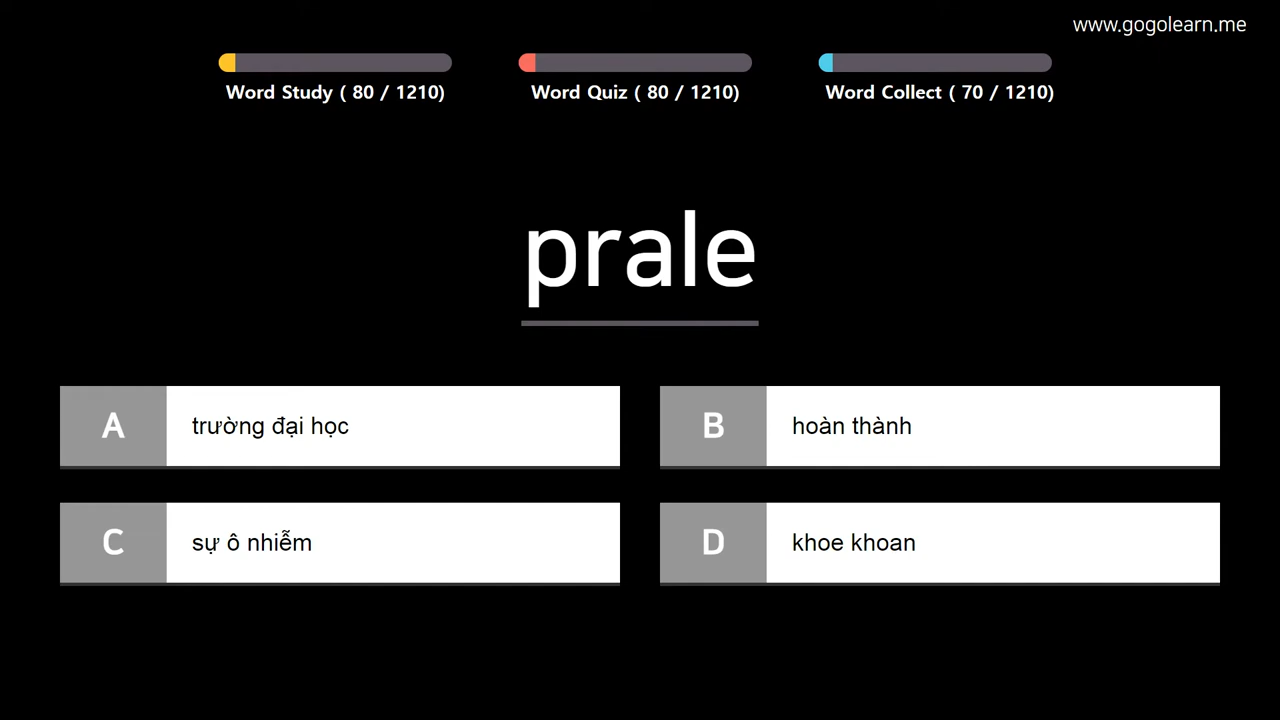 www.gogolearn.me
Word Study ( 80 / 1210)
Word Quiz ( 80 / 1210)
Word Collect ( 70 / 1210)
prale
A trường đại học
B hoàn thành
C sự ô nhiễm
D khoe khoan